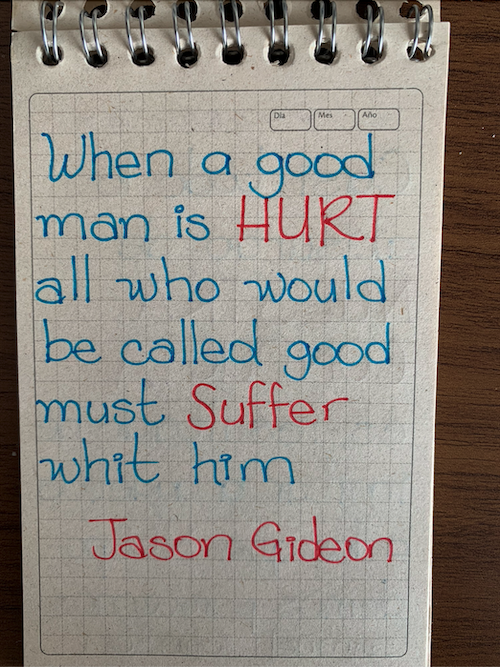 Día Mes Año
When a good
man is HURT
all who would
be called good
must Suffer
whit him
Jason Gideon